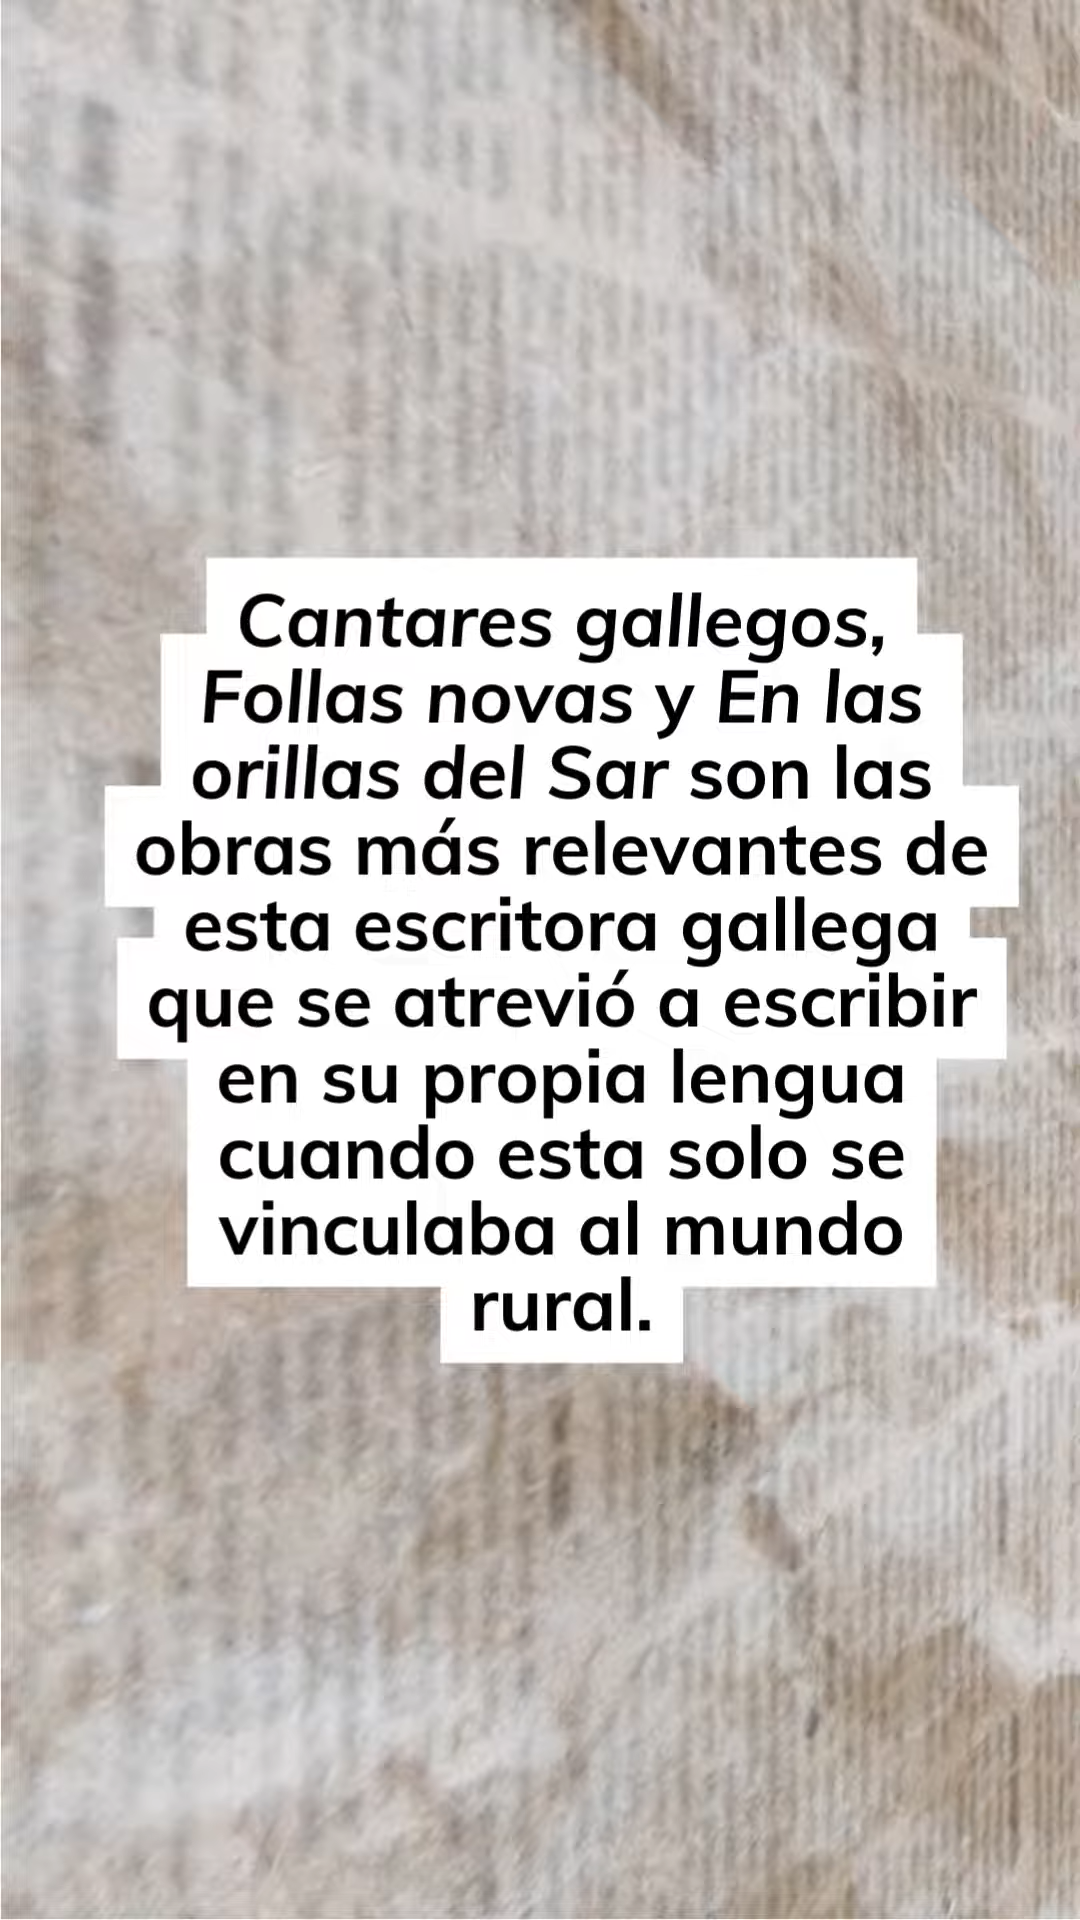 Cantares gallegos,
Follas novas y En las
orillas del Sar son las
obras más relevantes de
esta escritora gallega
que se atrevió a escribir
en su propia lengua
cuando esta solo se
vinculaba al mundo
rural.